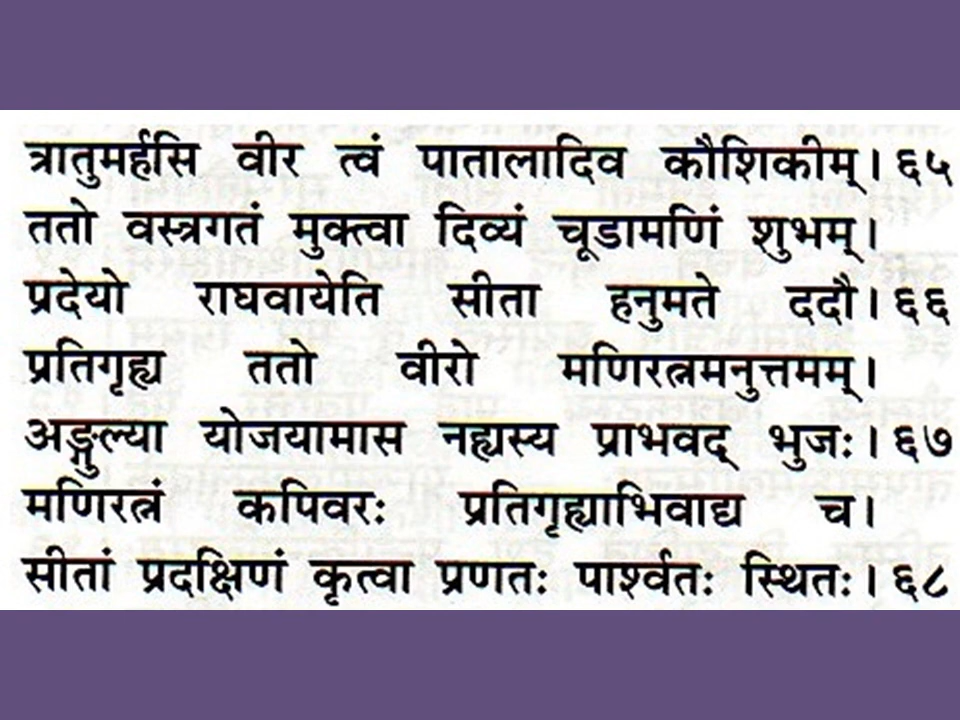 त्रातुमर्हसि वीर त्वं पातालादिव कौशिकीम्। ६५
ततो वस्त्रगतं मुक्त्वा दिव्यं चूडामणिं शुभम्।
प्रदेयो राघवायेति सीता हनुमते ददौ। ६६
प्रतिगृह्य ततो वीरो मणिरत्नमनुत्तमम्।
अङ्गुल्या योजयामास नह्यस्य प्राभवद् भुजः। ६७
मणिरत्नं कपिवरः प्रतिगृह्याभिवाद्य च।
सीतां प्रदक्षिणं कृत्वा प्रणतः पार्श्वतः स्थितः। ६८